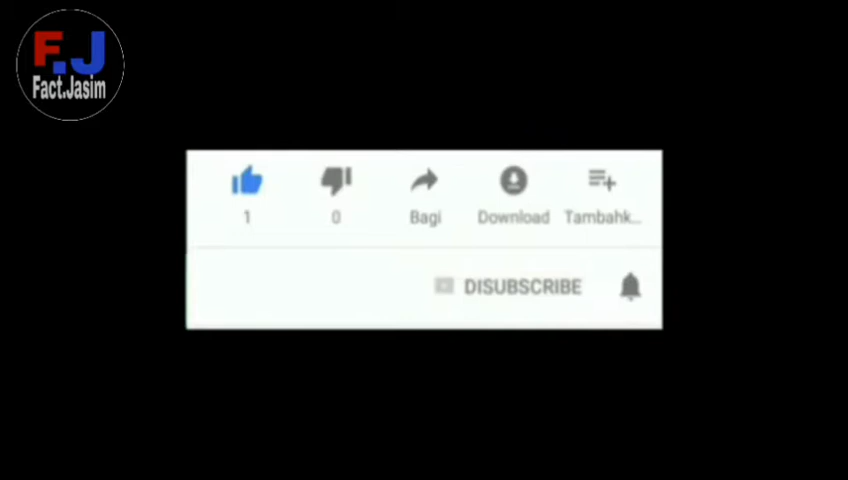 F.J
Fact.Jasim
1 0 Bagi Download Tambahk...
DISUBSCRIBE